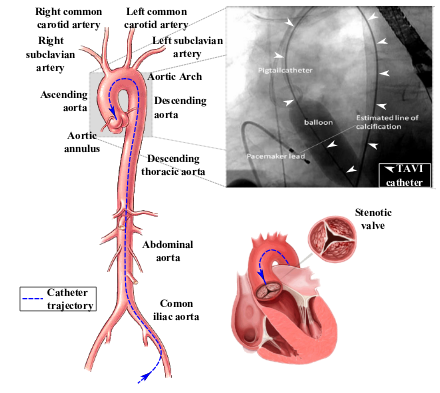 Right common
carotid artery
Left common
carotid artery
Right
subclavian
artery
Left subclavian
artery
Aortic Arch
Ascending
aorta
Descending
aorta
Aortic
annulus
Descending
thoracic aorta
Abdominal
aorta
Catheter
trajectory
Comon
iliac aorta
Pigtailcatheter
balloon
Estimated line of
calcification
Pacemaker lead
TAVI
catheter
Stenotic
valve